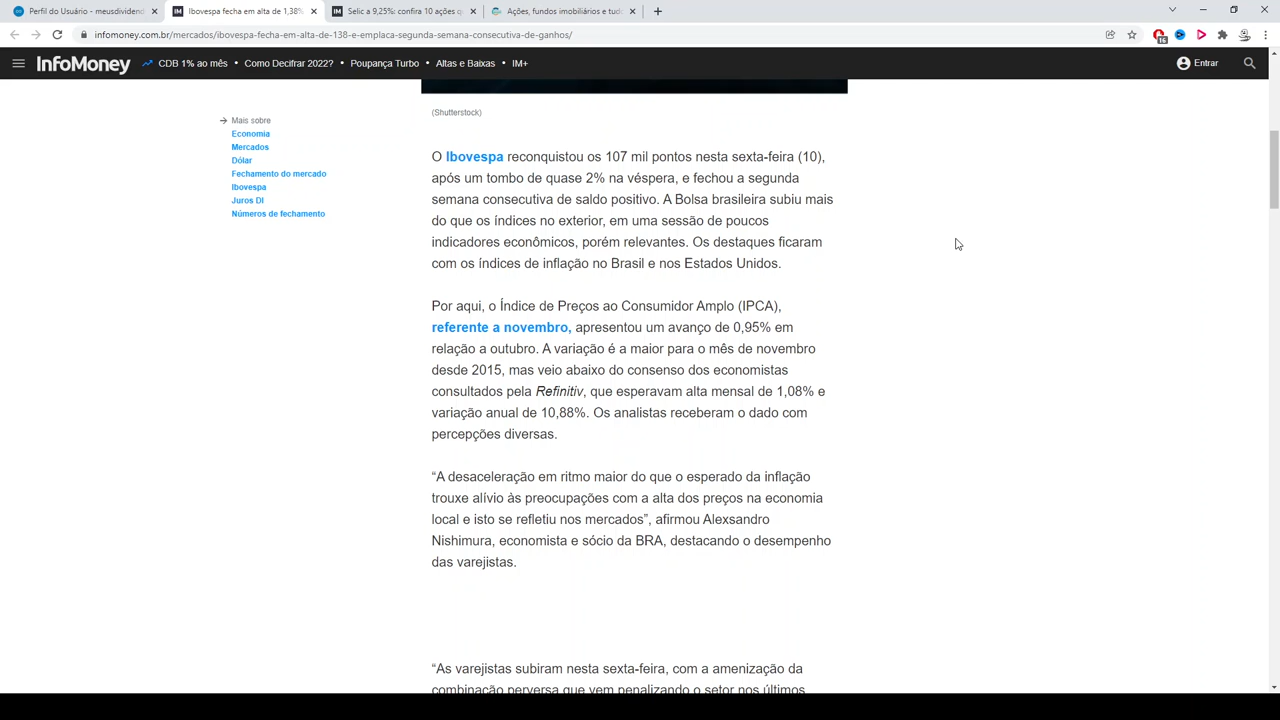 Perfil do Usuário - meusdividend
Ibovespa fecha em alta de 1,38%
Selic a 9,25%: confira 10 ações q
Ações, fundos imobiliários e tud
infomoney.com.br/mercados/ibovespa-fecha-em-alta-de-138-e-emplaca-segunda-semana-consecutiva-de-ganhos/
InfoMoney
CDB 1% ao mês • Como Decifrar 2022? • Poupança Turbo • Altas e Baixas • IM+
Entrar
(Shutterstock)
Mais sobre
Economia
Mercados
Dólar
Fechamento do mercado
Ibovespa
Juros DI
Números de fechamento
O Ibovespa reconquistou os 107 mil pontos nesta sexta-feira (10),
após um tombo de quase 2% na véspera, e fechou a segunda
semana consecutiva de saldo positivo. A Bolsa brasileira subiu mais
do que os índices no exterior, em uma sessão de poucos
indicadores econômicos, porém relevantes. Os destaques ficaram
com os índices de inflação no Brasil e nos Estados Unidos.
Por aqui, o Índice de Preços ao Consumidor Amplo (IPCA),
referente a novembro, apresentou um avanço de 0,95% em
relação a outubro. A variação é a maior para o mês de novembro
desde 2015, mas veio abaixo do consenso dos economistas
consultados pela Refinitiv, que esperavam alta mensal de 1,08% e
variação anual de 10,88%. Os analistas receberam o dado com
percepções diversas.
“A desaceleração em ritmo maior do que o esperado da inflação
trouxe alívio às preocupações com a alta dos preços na economia
local e isto se refletiu nos mercados”, afirmou Alexsandro
Nishimura, economista e sócio da BRA, destacando o desempenho
das varejistas.
“As varejistas subiram nesta sexta-feira, com a amenização da
combinação perversa que vem penalizando o setor nos últimos